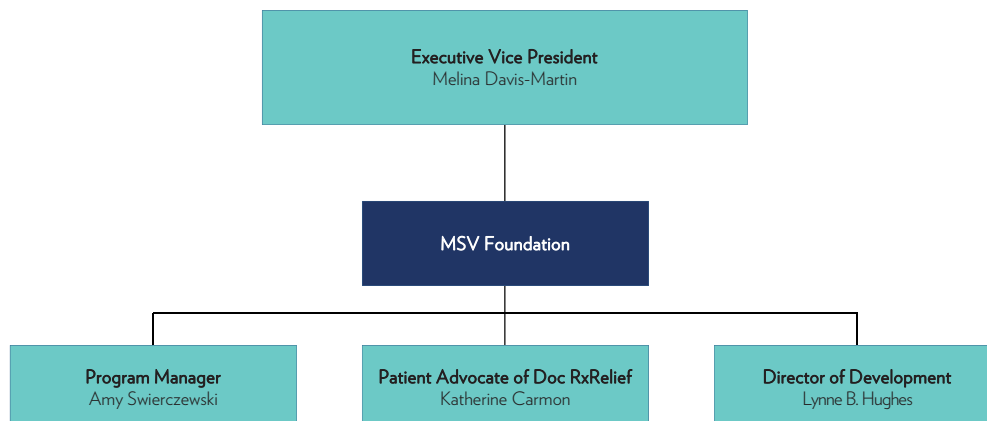 Executive Vice President
Melina Davis-Martin
MSV Foundation
Program Manager
Amy Swierczewski
Patient Advocate of Doc RxRelief
Katherine Carmon
Director of Development
Lynne B. Hughes